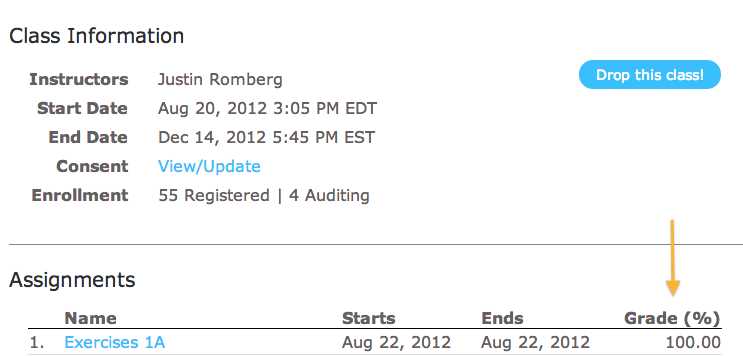 Class Information
Drop this class!
Instructors Justin Romberg
Start Date Aug 20, 2012 3:05 PM EDT
End Date Dec 14, 2012 5:45 PM EST
Consent View/Update
Enrollment 55 Registered | 4 Auditing
Assignments
Name Starts Ends Grade (%)
1. Exercises 1A Aug 22, 2012 Aug 22, 2012 100.00